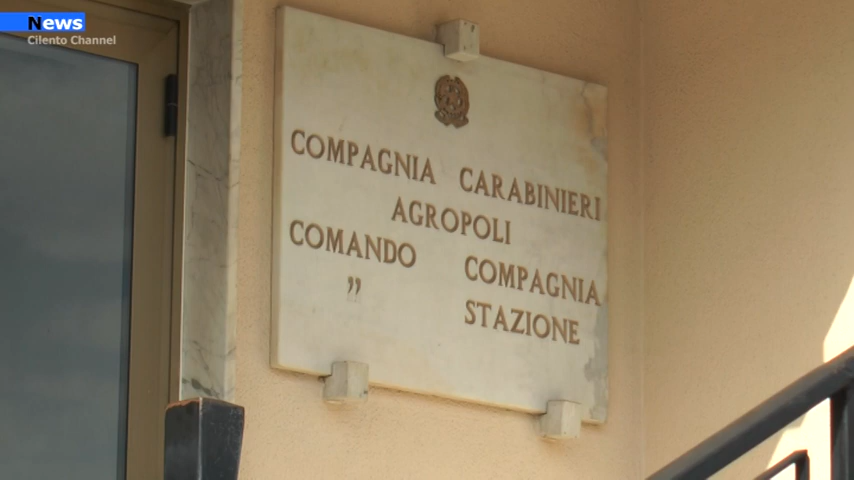 News
Cilento Channel
COMPAGNIA CARABINIERI
AGROPOLI
COMANDO COMPAGNIA
” STAZIONE